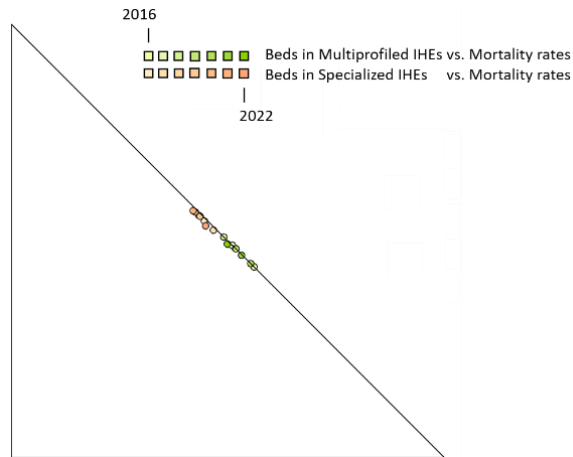 2016
Beds in Multiprofiled IHEs vs. Mortality rates
Beds in Specialized IHEs vs. Mortality rates
2022